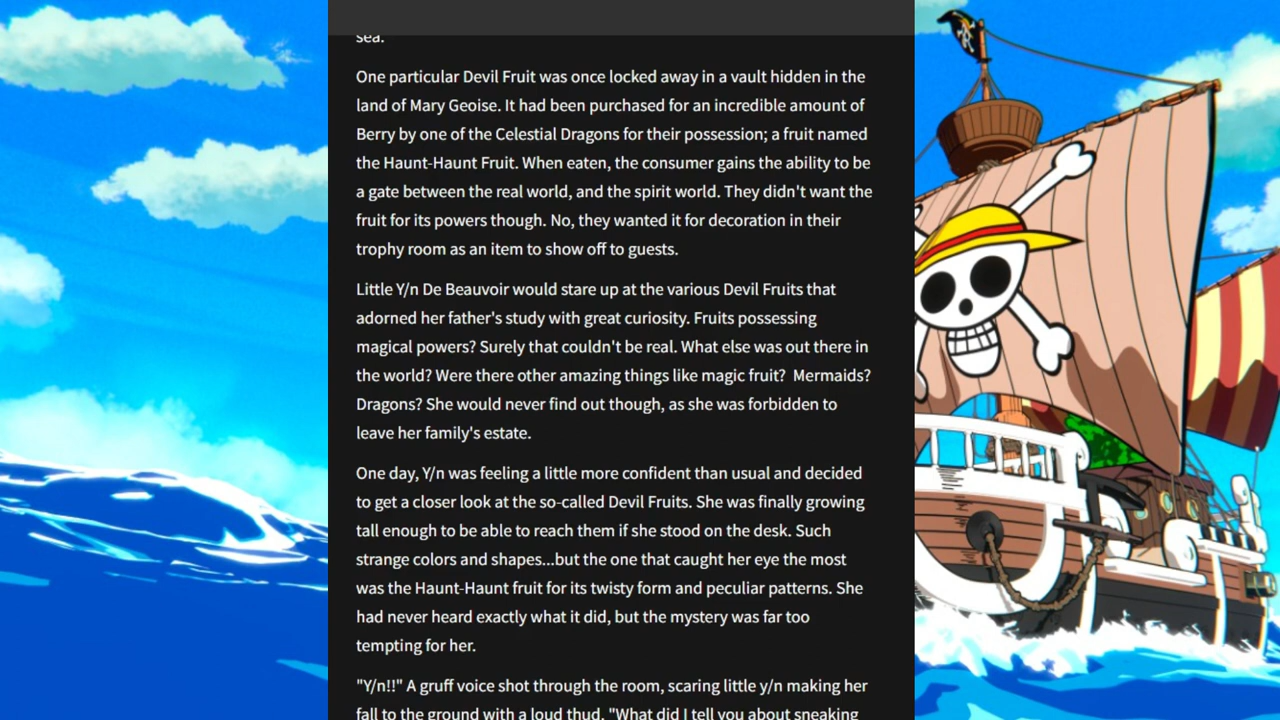 sea.
One particular Devil Fruit was once locked away in a vault hidden in the
land of Mary Geoise. It had been purchased for an incredible amount of
Berry by one of the Celestial Dragons for their possession; a fruit named
the Haunt-Haunt Fruit. When eaten, the consumer gains the ability to be
a gate between the real world, and the spirit world. They didn't want the
fruit for its powers though. No, they wanted it for decoration in their
trophy room as an item to show off to guests.
Little Y/n De Beauvoir would stare up at the various Devil Fruits that
adorned her father's study with great curiosity. Fruits possessing
magical powers? Surely that couldn't be real. What else was out there in
the world? Were there other amazing things like magic fruit?  Mermaids?
Dragons? She would never find out though, as she was forbidden to
leave her family's estate.
One day, Y/n was feeling a little more confident than usual and decided
to get a closer look at the so-called Devil Fruits. She was finally growing
tall enough to be able to reach them if she stood on the desk. Such
strange colors and shapes...but the one that caught her eye the most
was the Haunt-Haunt fruit for its twisty form and peculiar patterns. She
had never heard exactly what it did, but the mystery was far too
tempting for her.
"Y/n!!" A gruff voice shot through the room, scaring little y/n making her
fall to the ground with a loud thud. "What did I tell you about sneaking